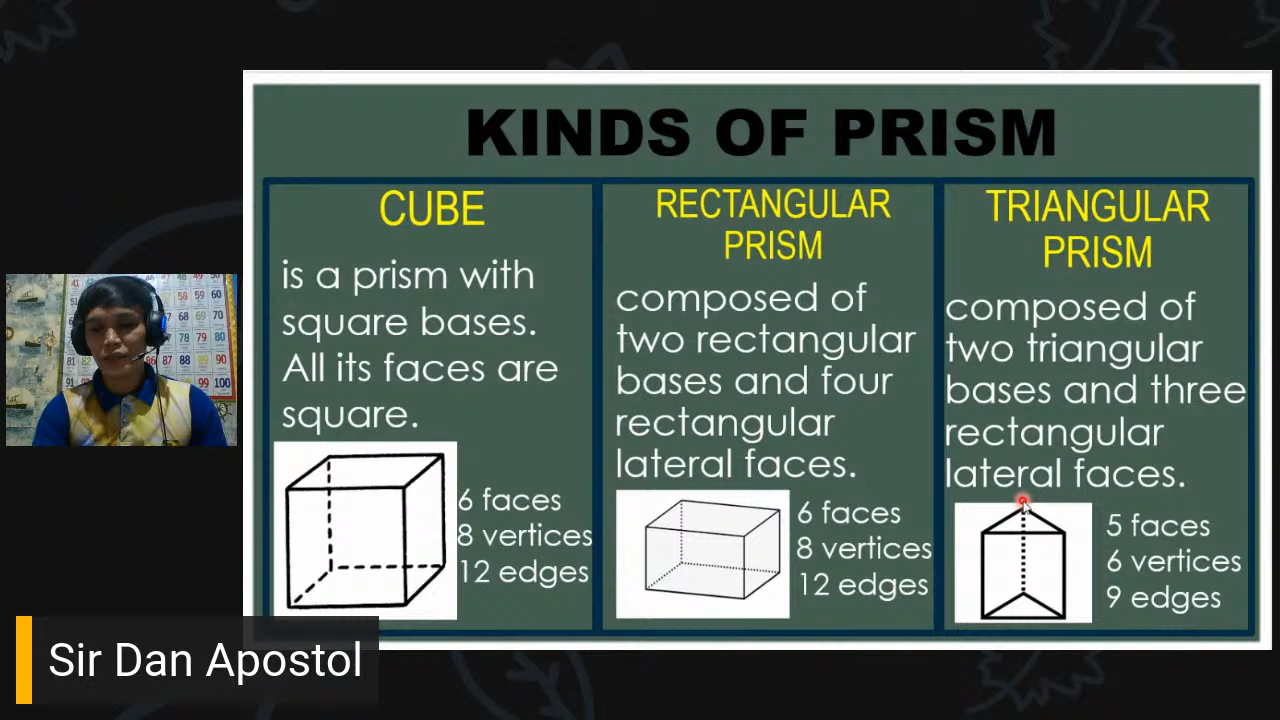 KINDS OF PRISM
CUBE
is a prism with
square bases.
All its faces are
square.
6 faces
8 vertices
12 edges
RECTANGULAR
PRISM
composed of
two rectangular
bases and four
rectangular
lateral faces.
6 faces
8 vertices
12 edges
TRIANGULAR
PRISM
composed of
two triangular
bases and three
rectangular
lateral faces.
5 faces
6 vertices
9 edges
Sir Dan Apostol